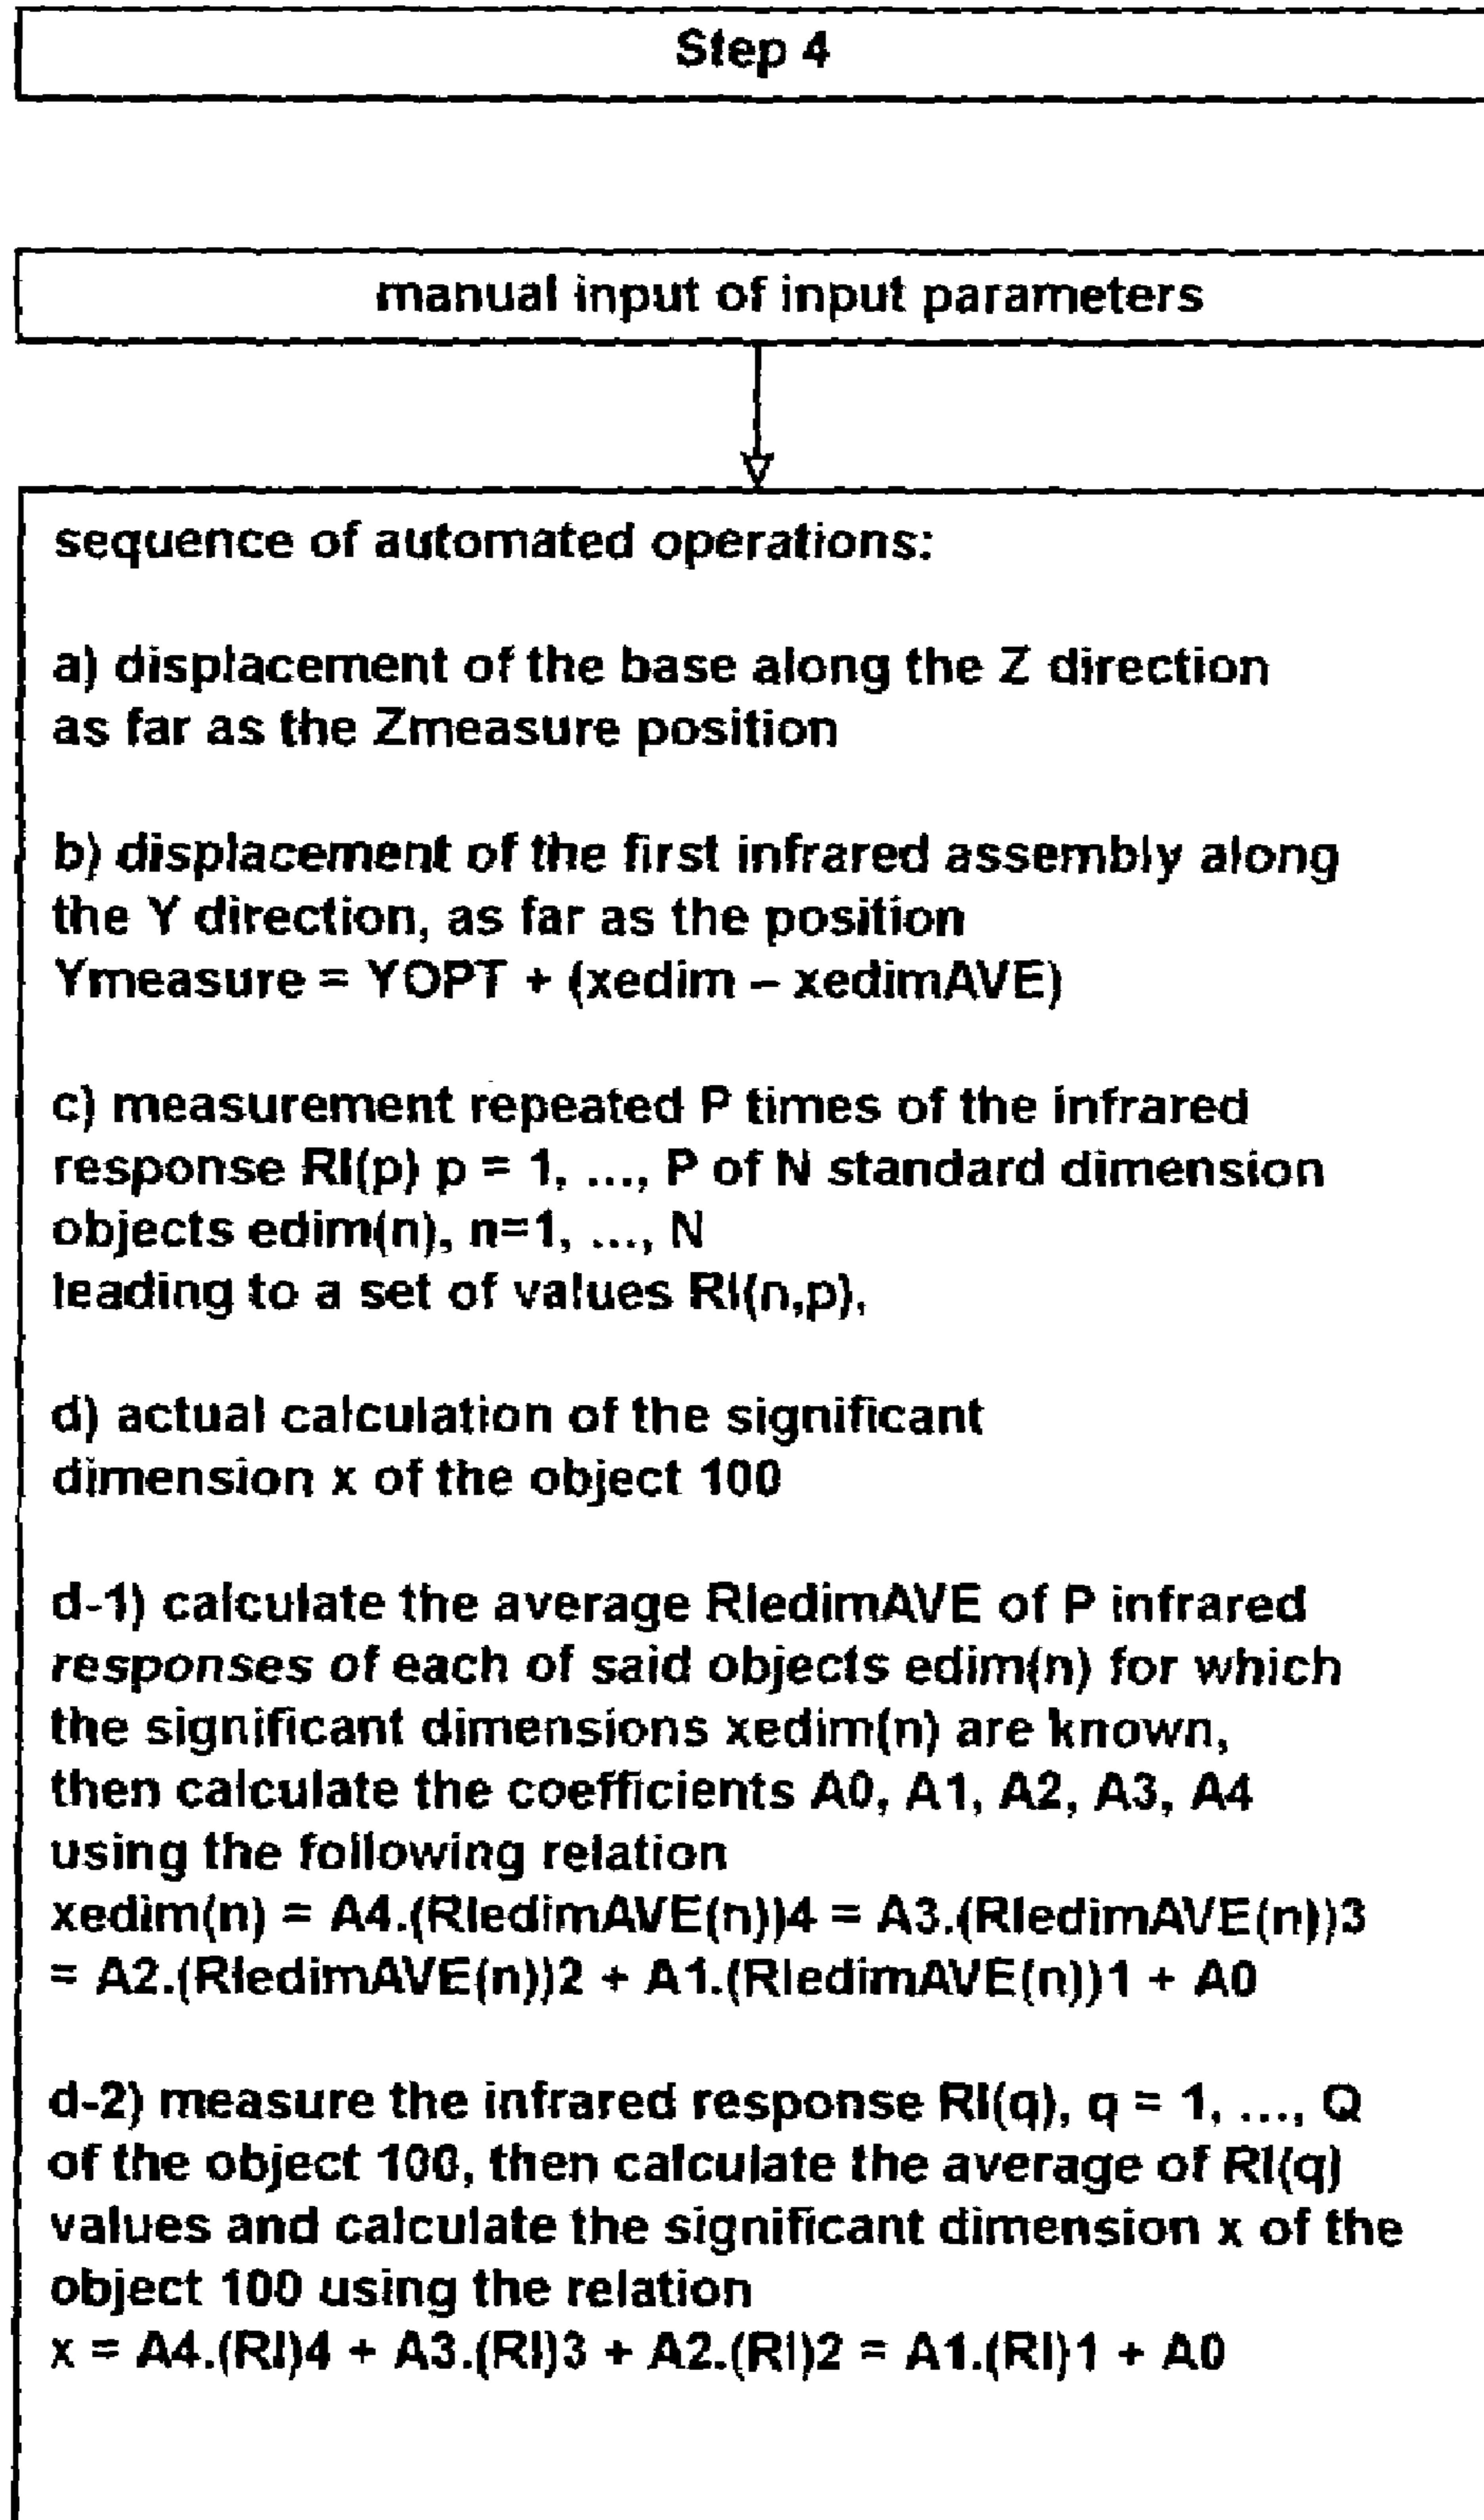 Step 4
manual input of input parameters
sequence of automated operations:
a) displacement of the base along the Z direction
as far as the Zmeasure position
b) displacement of the first infrared assembly along
the Y direction, as far as the position
Ymeasure = YOPT + (xedim – xedimAVE)
c) measurement repeated P times of the infrared
response RI(p) p = 1, ..., P of N standard dimension
objects edim(n), n=1, ..., N
leading to a set of values RI(n,p),
d) actual calculation of the significant
dimension x of the object 100
d-1) calculate the average RIedimAVE of P infrared
responses of each of said objects edim(n) for which
the significant dimensions xedim(n) are known,
then calculate the coefficients A0, A1, A2, A3, A4
using the following relation
xedim(n) = A4.(RIedimAVE(n))4 = A3.(RIedimAVE(n))3
= A2.(RIedimAVE(n))2 + A1.(RIedimAVE(n))1 + A0
d-2) measure the infrared response RI(q), q = 1, ..., Q
of the object 100, then calculate the average of RI(q)
values and calculate the significant dimension x of the
object 100 using the relation
x = A4.(RI)4 + A3.(RI)3 + A2.(RI)2 = A1.(RI)1 + A0